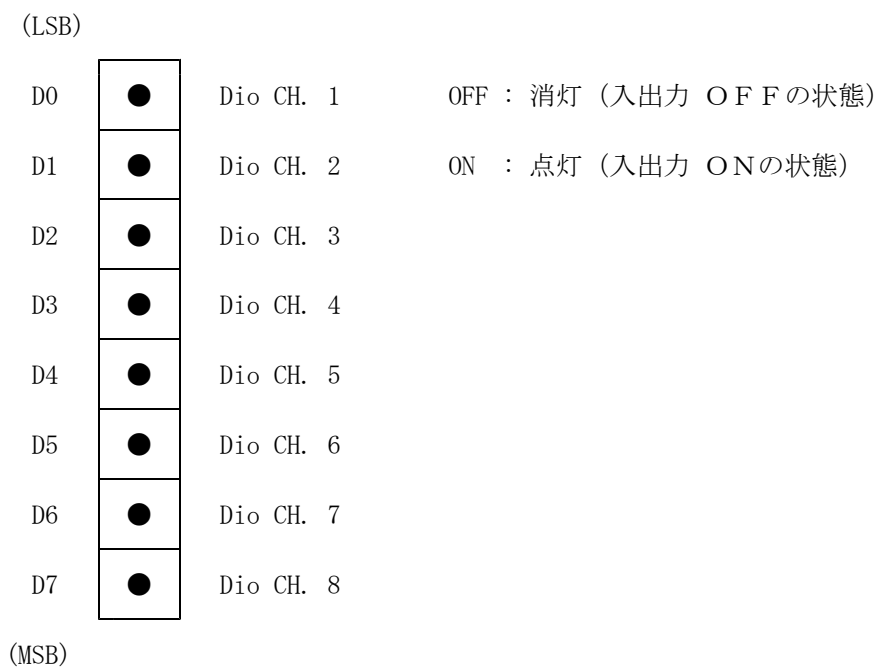 (LSB)
D0 ● Dio CH. 1 OFF : 消灯 (入出力 ＯＦＦの状態)
D1 ● Dio CH. 2 ON : 点灯 (入出力 ＯＮの状態)
D2 ● Dio CH. 3
D3 ● Dio CH. 4
D4 ● Dio CH. 5
D5 ● Dio CH. 6
D6 ● Dio CH. 7
D7 ● Dio CH. 8
(MSB)